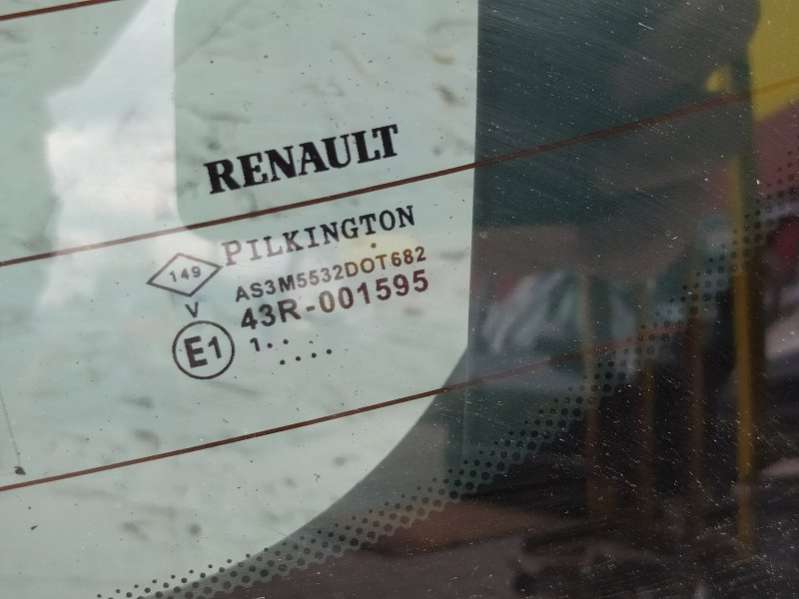 RENAULT
PILKINGTON
149
AS3M5532DOT682
V
43R-001595
E1
1.. ....